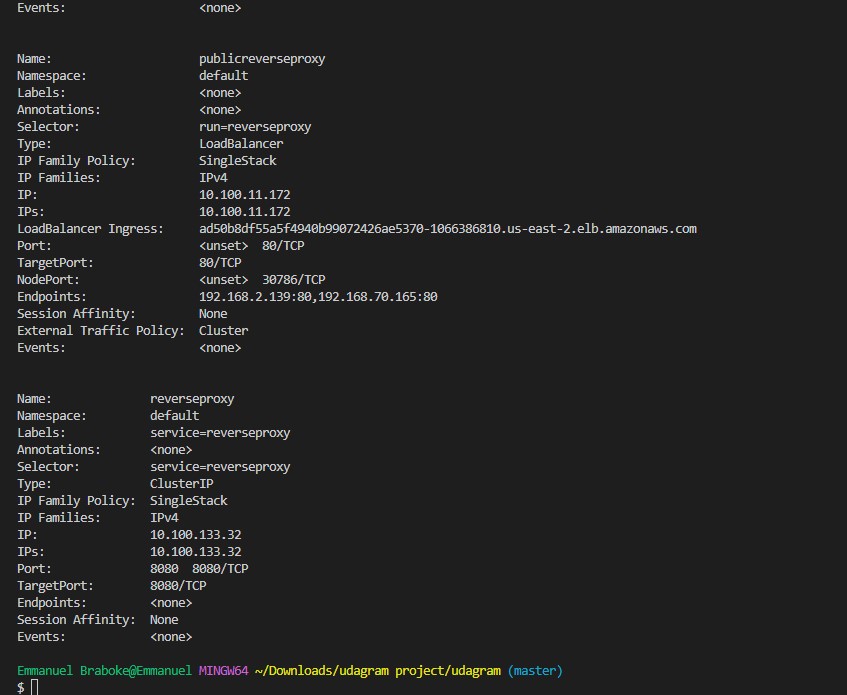 Events:                   <none>
Name:                     publicreverseproxy
Namespace:                default
Labels:                   <none>
Annotations:              <none>
Selector:                 run=reverseproxy
Type:                     LoadBalancer
IP Family Policy:         SingleStack
IP Families:              IPv4
IP:                       10.100.11.172
IPs:                      10.100.11.172
LoadBalancer Ingress:     ad50b8df55a5f4940b99072426ae5370-1066386810.us-east-2.elb.amazonaws.com
Port:                     <unset>  80/TCP
TargetPort:               80/TCP
NodePort:                 <unset>  30786/TCP
Endpoints:                192.168.2.139:80,192.168.70.165:80
Session Affinity:         None
External Traffic Policy:  Cluster
Events:                   <none>
Name:              reverseproxy
Namespace:         default
Labels:            service=reverseproxy
Annotations:       <none>
Selector:          service=reverseproxy
Type:              ClusterIP
IP Family Policy:  SingleStack
IP Families:       IPv4
IP:                10.100.133.32
IPs:               10.100.133.32
Port:              8080  8080/TCP
TargetPort:        8080/TCP
Endpoints:         <none>
Session Affinity:  None
Events:            <none>
Emmanuel Braboke@Emmanuel MINGW64 ~/Downloads/udagram project/udagram (master)
$